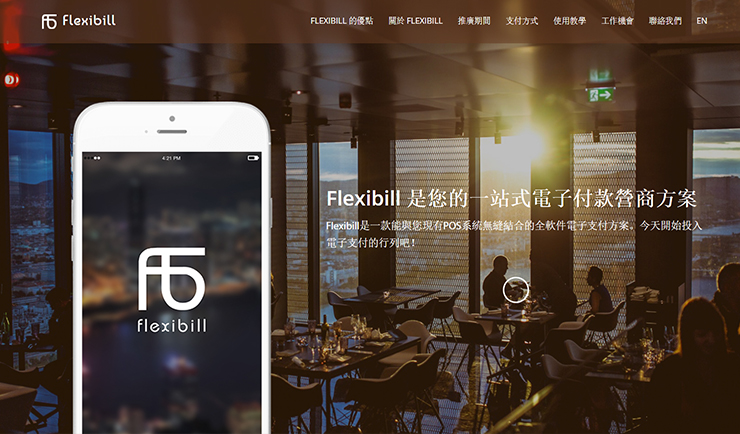 flexibill
FLEXIBILL 的優點
關於 FLEXIBILL
推廣期間
支付方式
使用教學
工作機會
聯絡我們
EN
4:21 PM
Flexibill 是您的一站式電子付款營商方案
Flexibill是一款能與您現有POS系統無縫結合的全軟件電子支付方案。今天開始投入
電子支付的行列吧！
flexibill